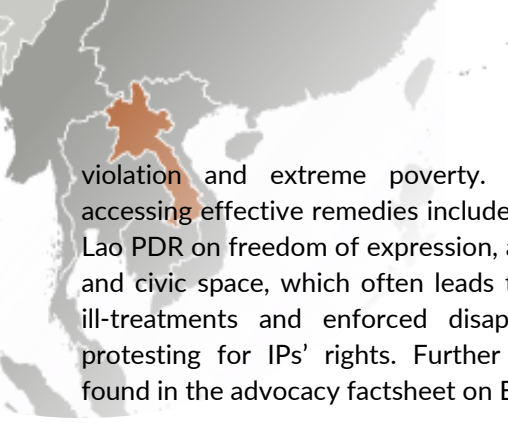 violation and extreme poverty.
accessing effective remedies include
Lao PDR on freedom of expression,
and civic space, which often leads
ill-treatments and enforced disap
protesting for IPs’ rights. Further
found in the advocacy factsheet on